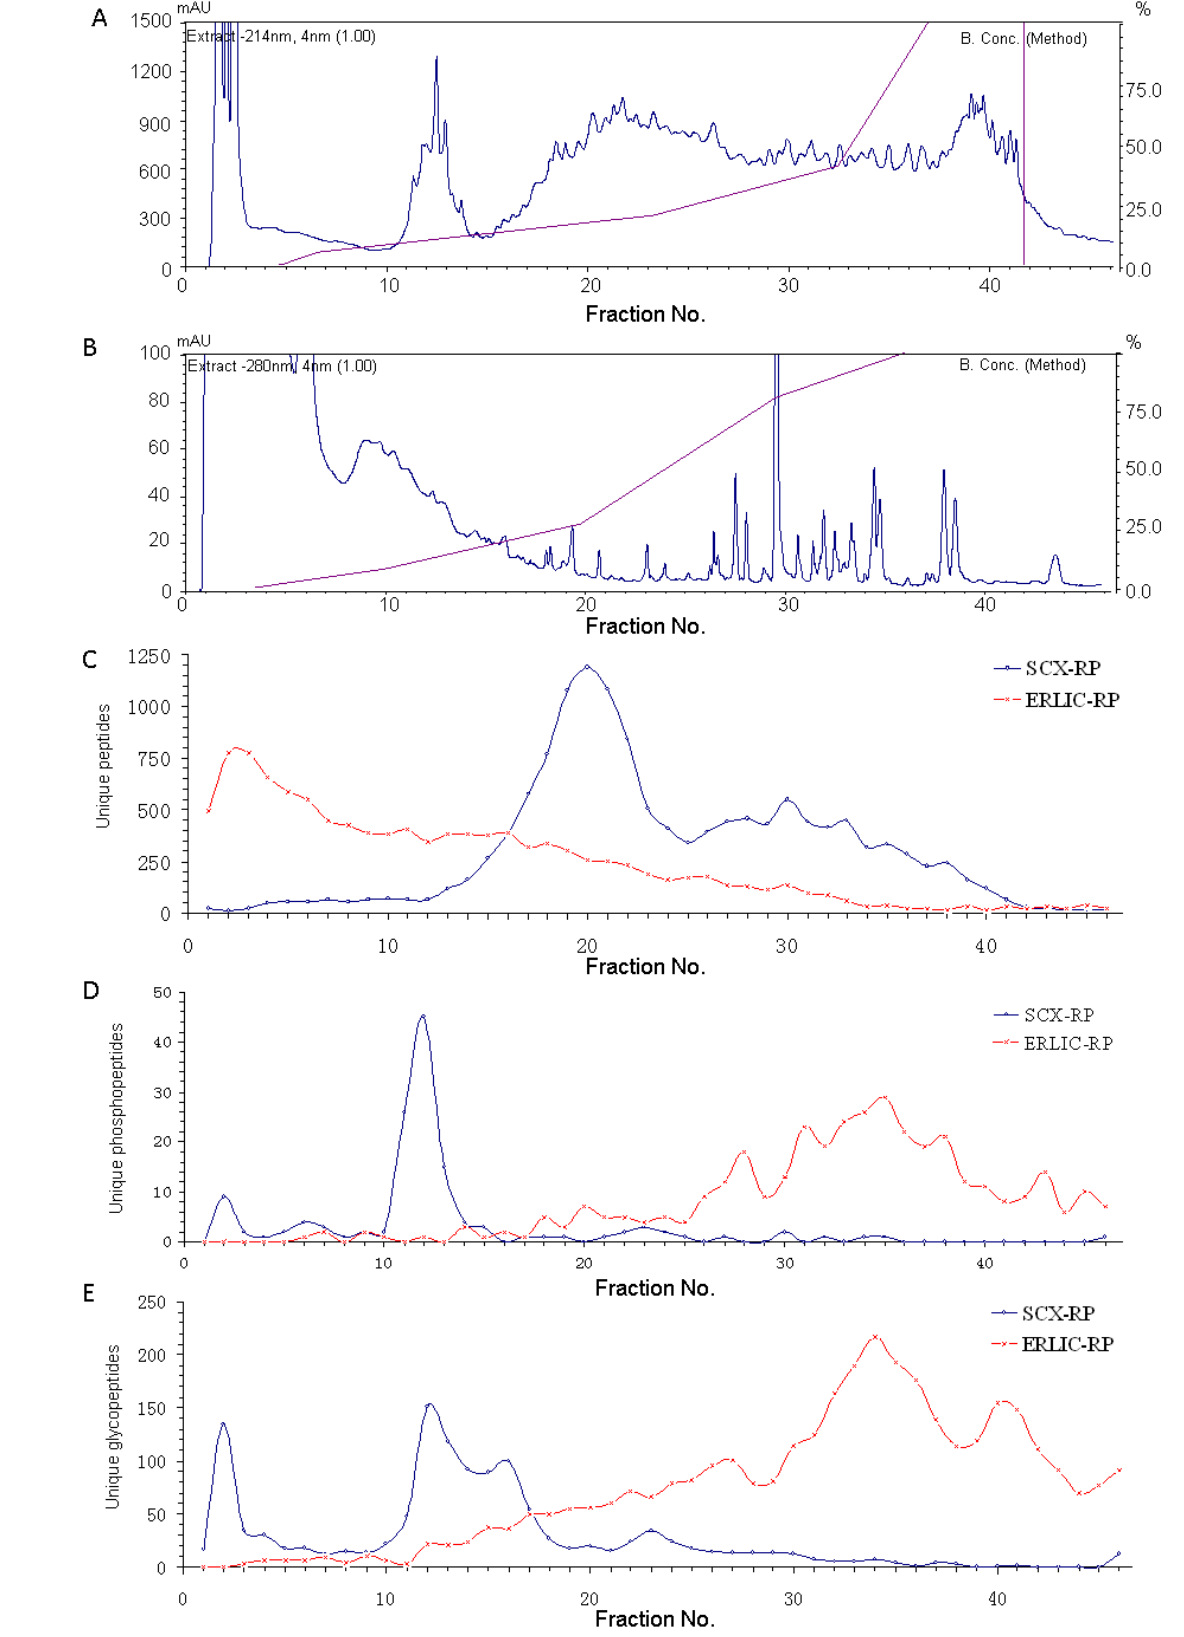 A
mAU
%
1500
Extract -214nm, 4nm (1.00)
B. Conc. (Method)
1200
75.0
900
50.0
600
25.0
300
0
0.0
0 10 20 30 40
Fraction No.
B
mAU
%
100
Extract -280nm, 4nm (1.00)
B. Conc. (Method)
80
75.0
60
50.0
40
25.0
20
0
0.0
0 10 20 30 40
Fraction No.
C
1250
SCX-RP
1000
ERLIC-RP
750
Unique peptides
500
250
0
0 10 20 30 40
Fraction No.
D
50
SCX-RP
40
ERLIC-RP
30
Unique phosphopeptides
20
10
0
0 10 20 30 40
Fraction No.
E
250
SCX-RP
200
ERLIC-RP
150
Unique glycopeptides
100
50
0
0 10 20 30 40
Fraction No.